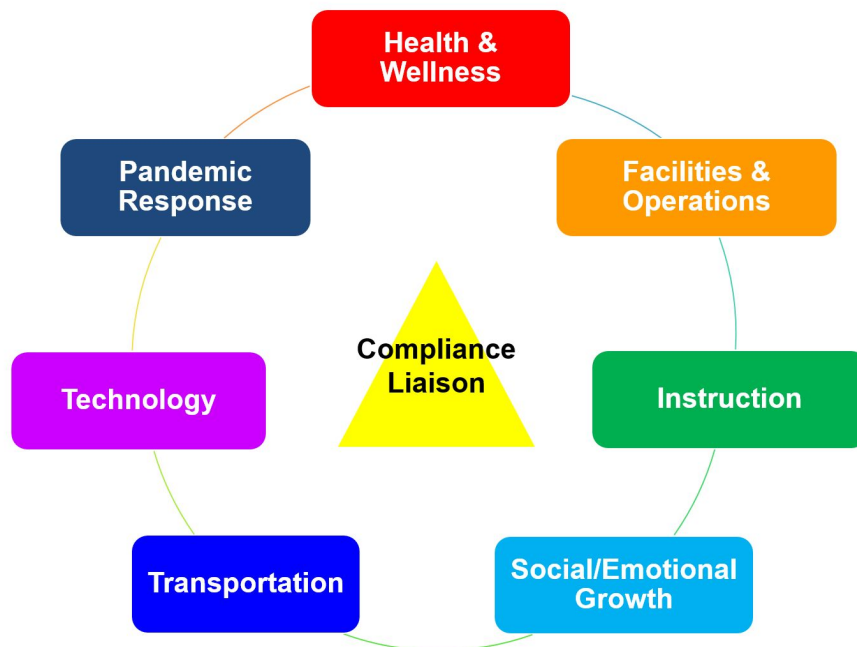 Health &
Wellness
Pandemic
Response
Facilities &
Operations
Compliance
Liaison
Technology
Instruction
Transportation
Social/Emotional
Growth